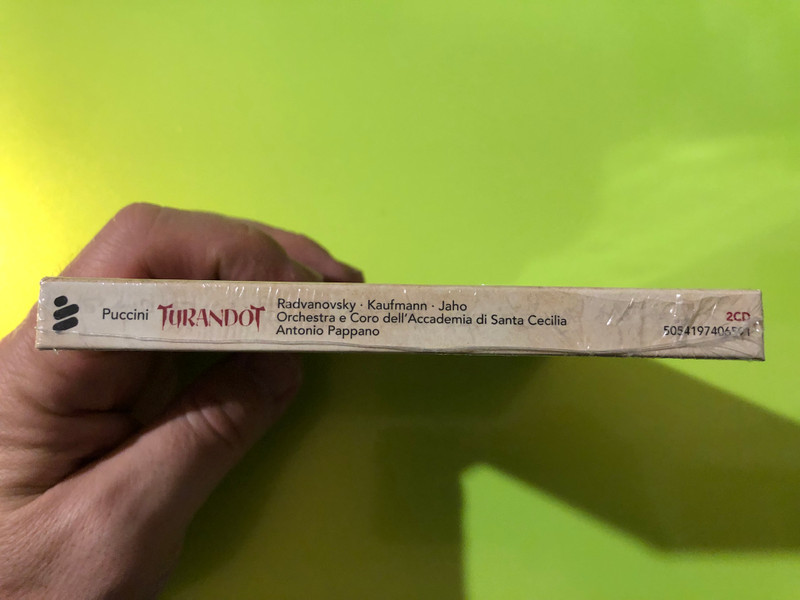 Puccini TURANDOT
Radvanovsky · Kaufmann · Jaho
Orchestra e Coro dell'Accademia di Santa Cecilia
Antonio Pappano
2CD